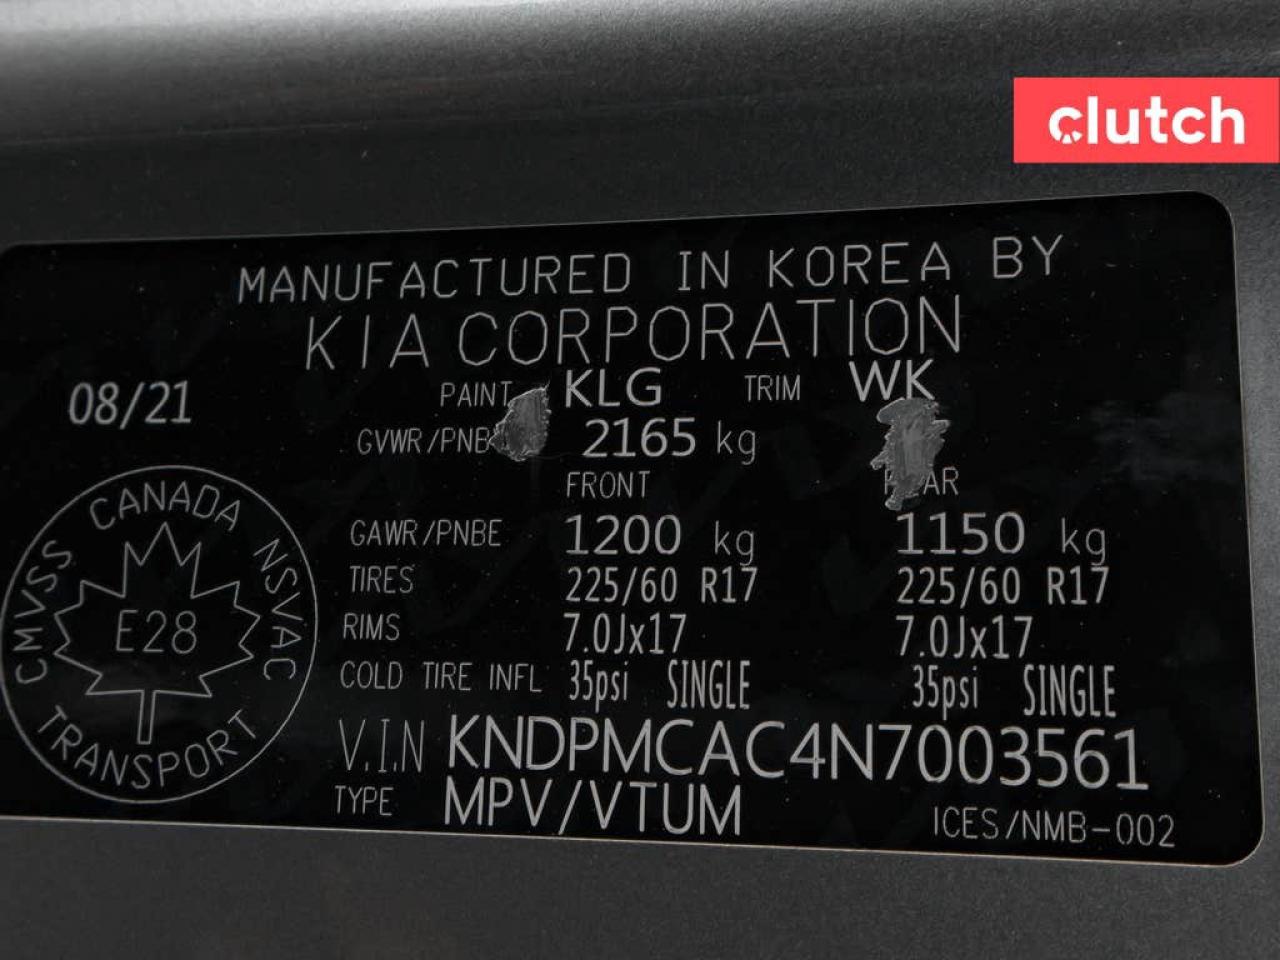 clutch
MANUFACTURED IN KOREA BY
KIA CORPORATION
08/21
PAINT KLG TRIM WK
GVWR/PNB 2165 kg
FRONT REAR
GAWR/PNBE 1200 kg 1150 kg
TIRES 225/60 R17 225/60 R17
RIMS 7.0Jx17 7.0Jx17
COLD TIRE INFL 35psi SINGLE 35psi SINGLE
V.I.N KNDPMCAC4N7003561
TYPE MPV/VTUM
ICES/NMB-002
CANADA
CMVSS E28 NSVAC
TRANSPORT